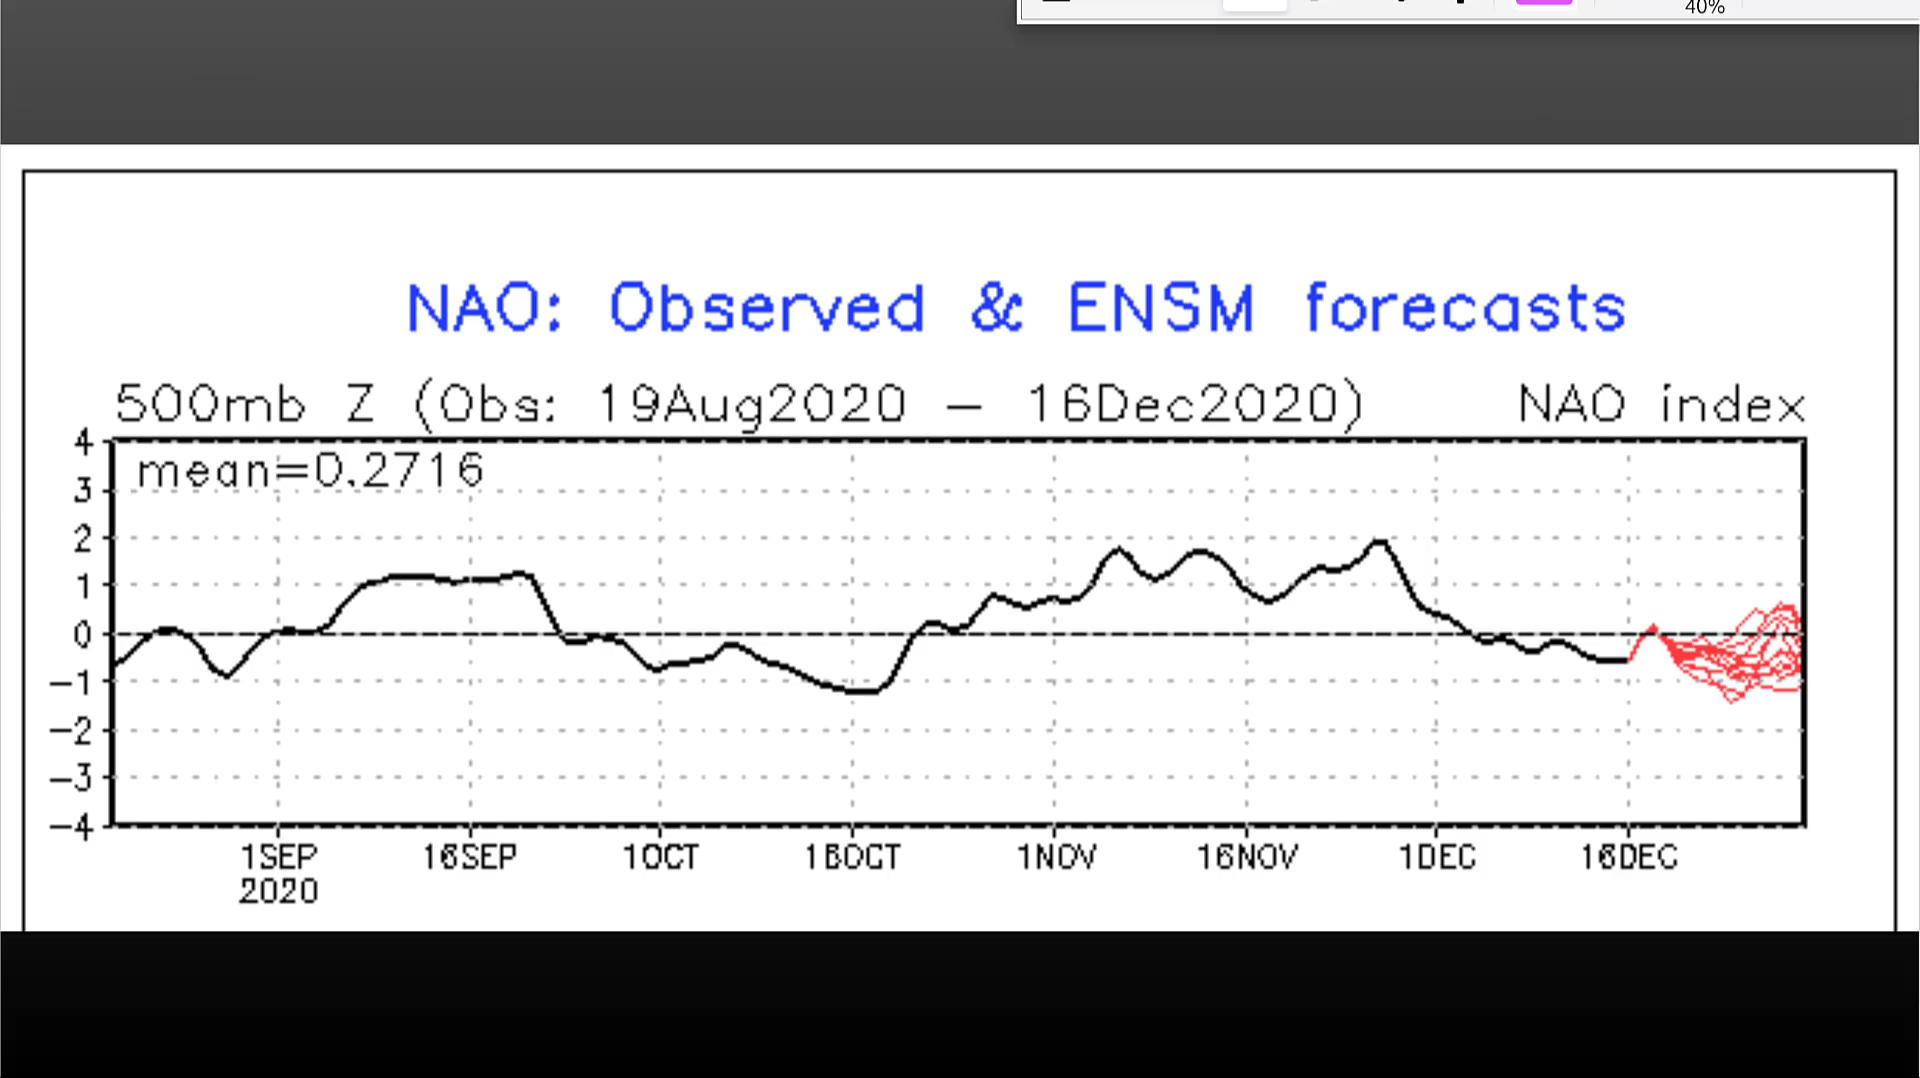 40%
NAO: Observed & ENSM forecasts
500mb Z (Obs: 19Aug2020 – 16Dec2020) NAO index
mean=0.2716
4
3
2
1
0
−1
−2
−3
−4
1SEP 16SEP 1OCT 16OCT 1NOV 16NOV 1DEC 16DEC
2020